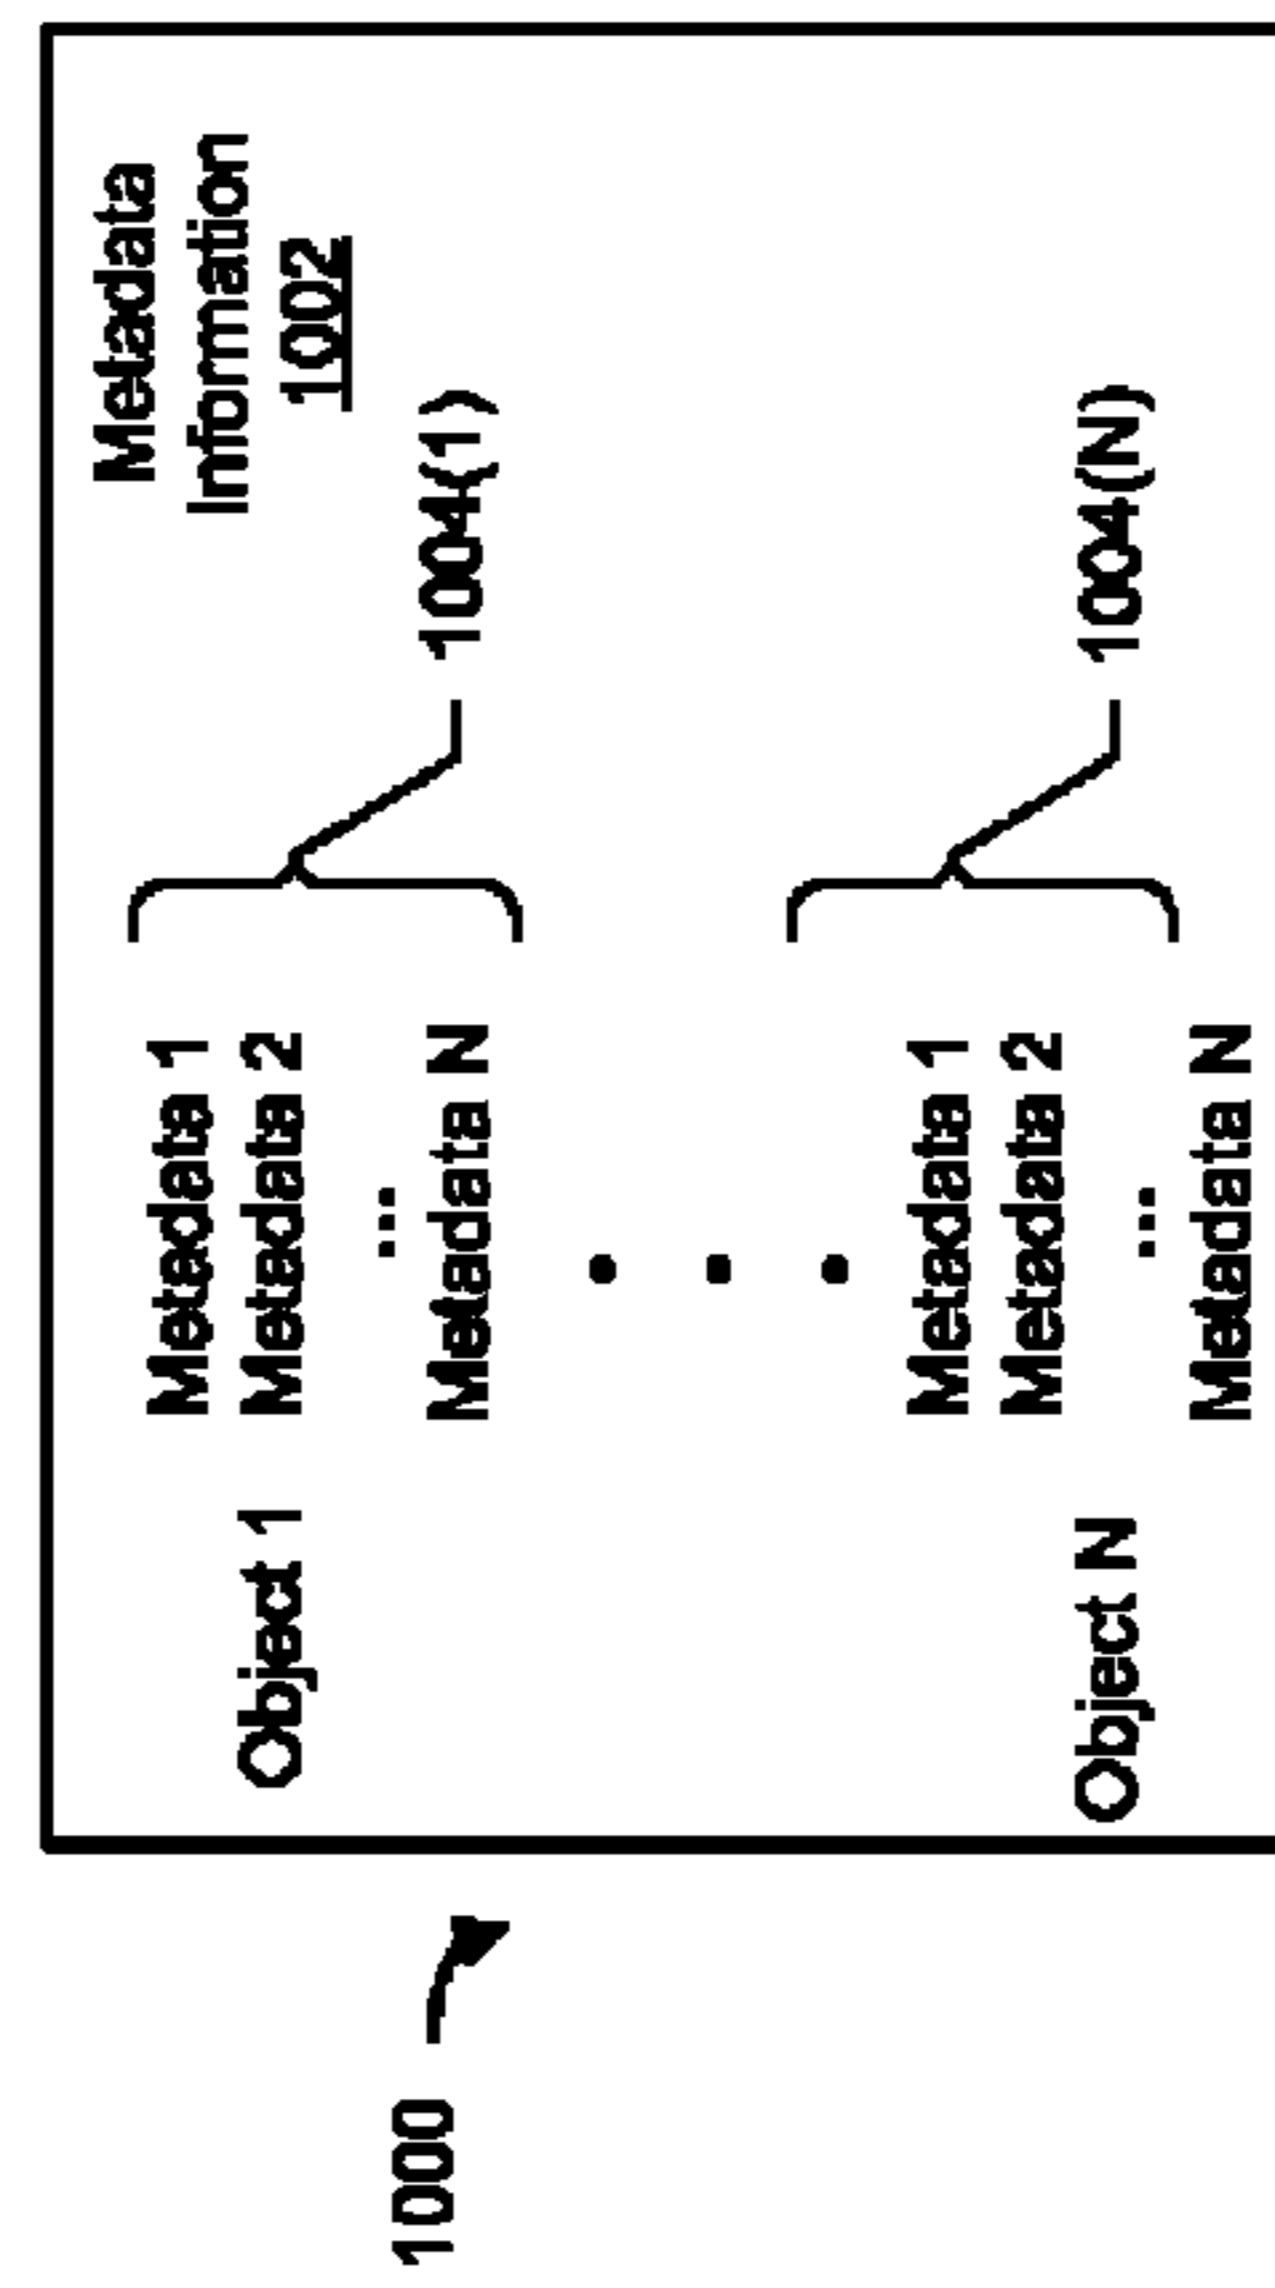 Metadata
Information
1002
Metadata 1
Object 1 Metadata 2
...
Metadata N
1004(1)
. . .
Metadata 1
Metadata 2
Object N
...
Metadata N
1004(N)
1000